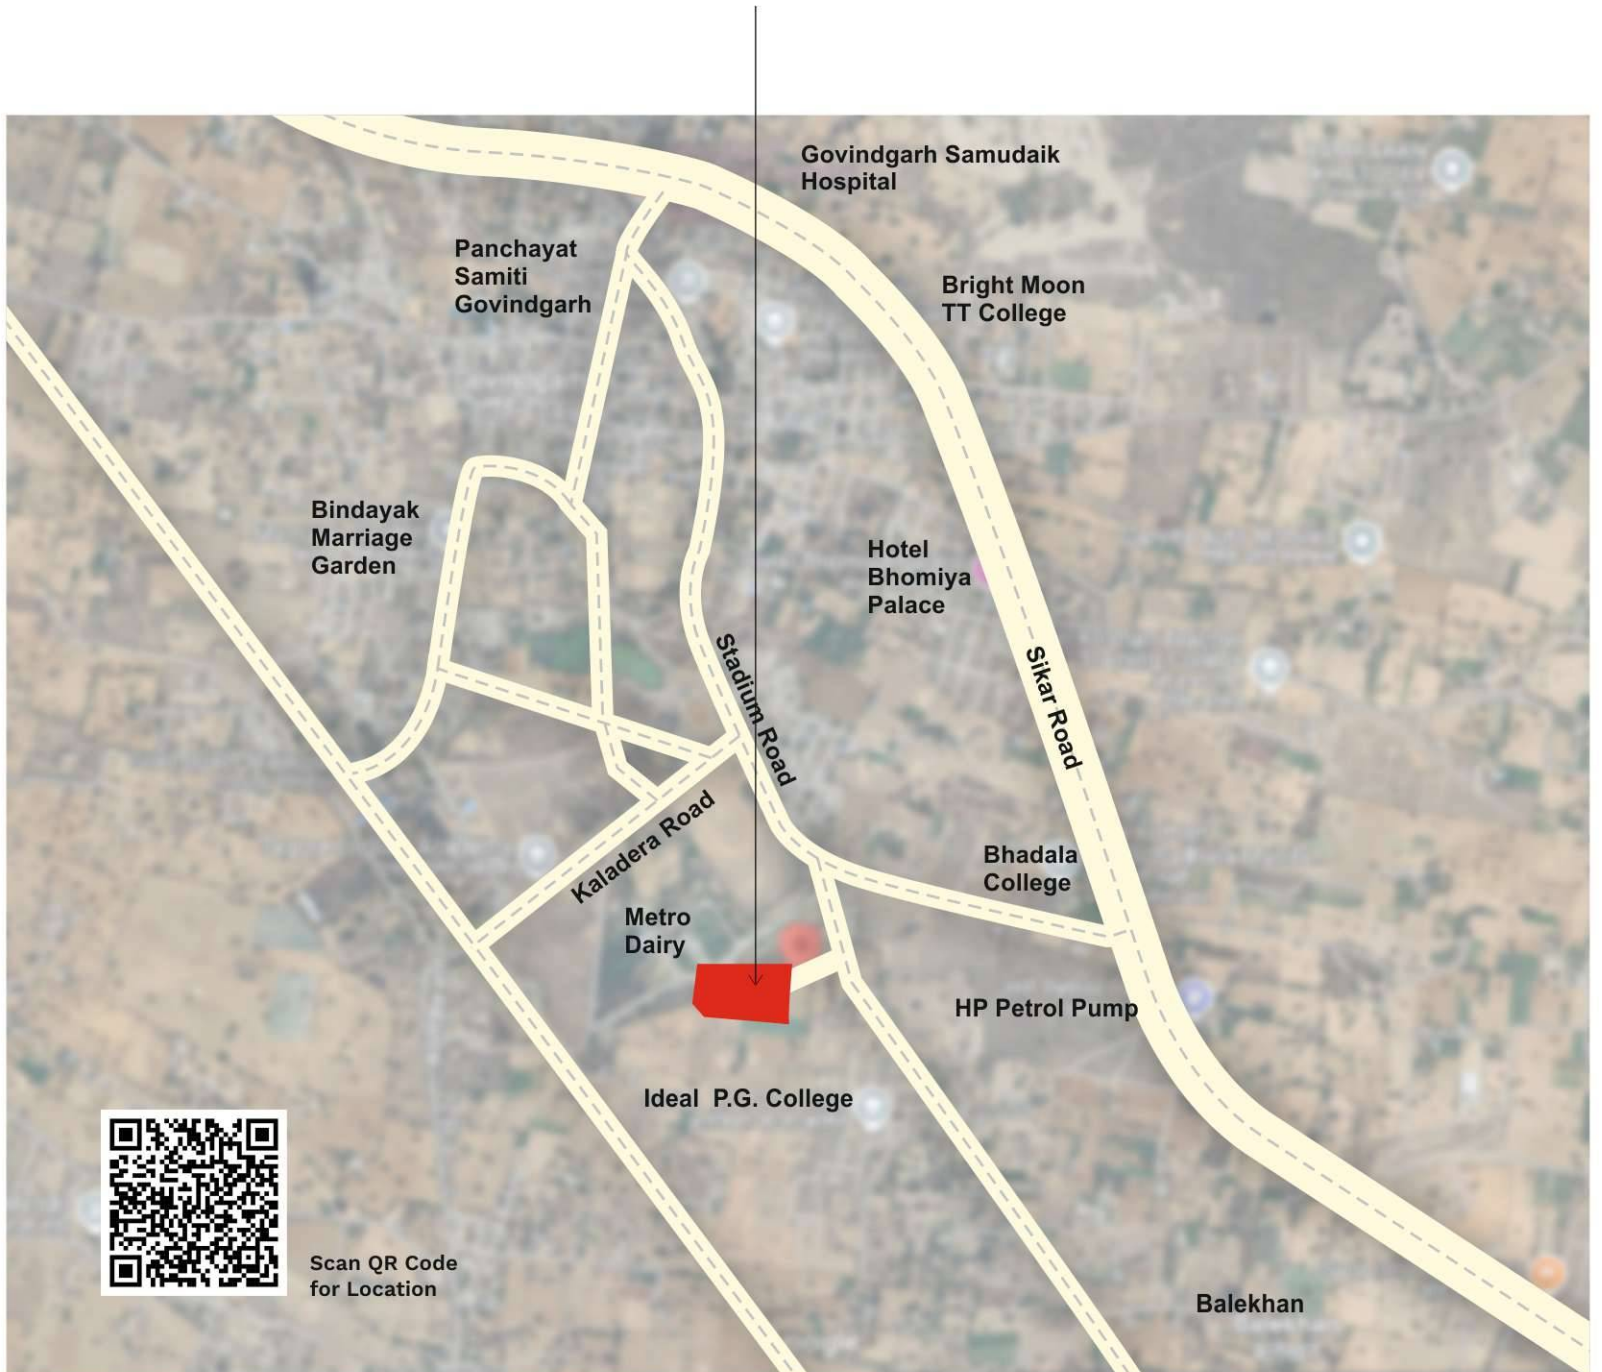 Govindgarh Samudaik
Hospital
Panchayat
Samiti
Govindgarh
Bright Moon
TT College
Bindayak
Marriage
Garden
Hotel
Bhomiya
Palace
Stadium Road
Sikar Road
Kaladera Road
Bhadala
College
Metro
Dairy
HP Petrol Pump
Ideal P.G. College
Scan QR Code
for Location
Balekhan